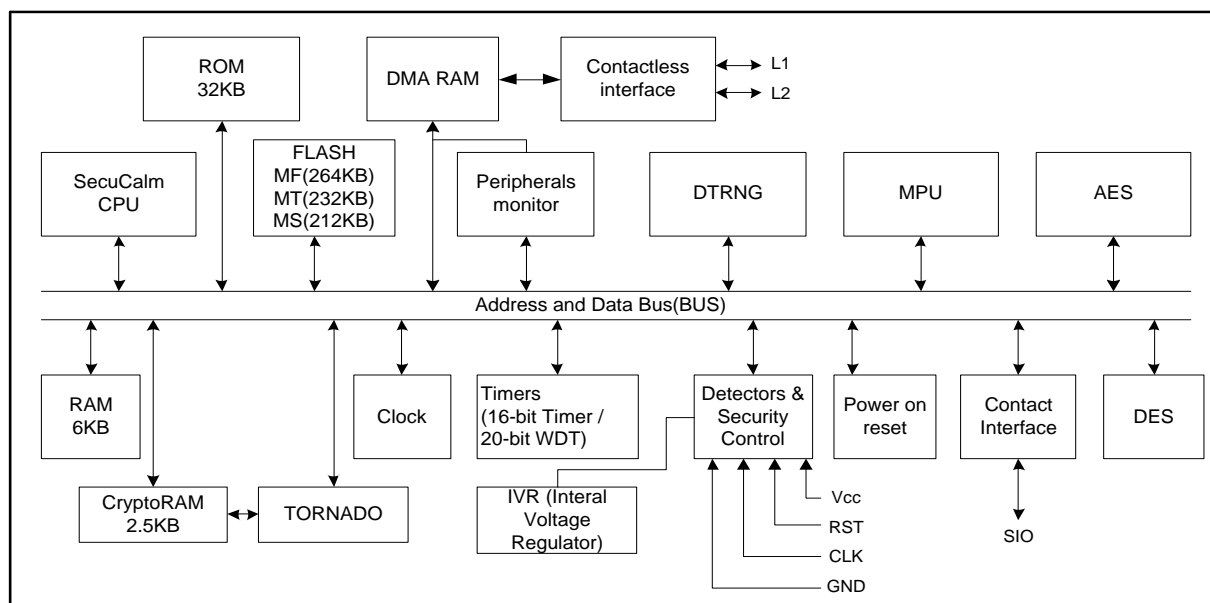 ROM
32KB
DMA RAM
Contactless
interface
L1
L2
SecuCalm
CPU
FLASH
MF(264KB)
MT(232KB)
MS(212KB)
Peripherals
monitor
DTRNG
MPU
AES
Address and Data Bus(BUS)
RAM
6KB
Clock
Timers
(16-bit Timer /
20-bit WDT)
Detectors &
Security
Control
Power on
reset
Contact
Interface
DES
CryptoRAM
2.5KB
TORNADO
IVR (Interal
Voltage
Regulator)
Vcc
RST
CLK
GND
SIO